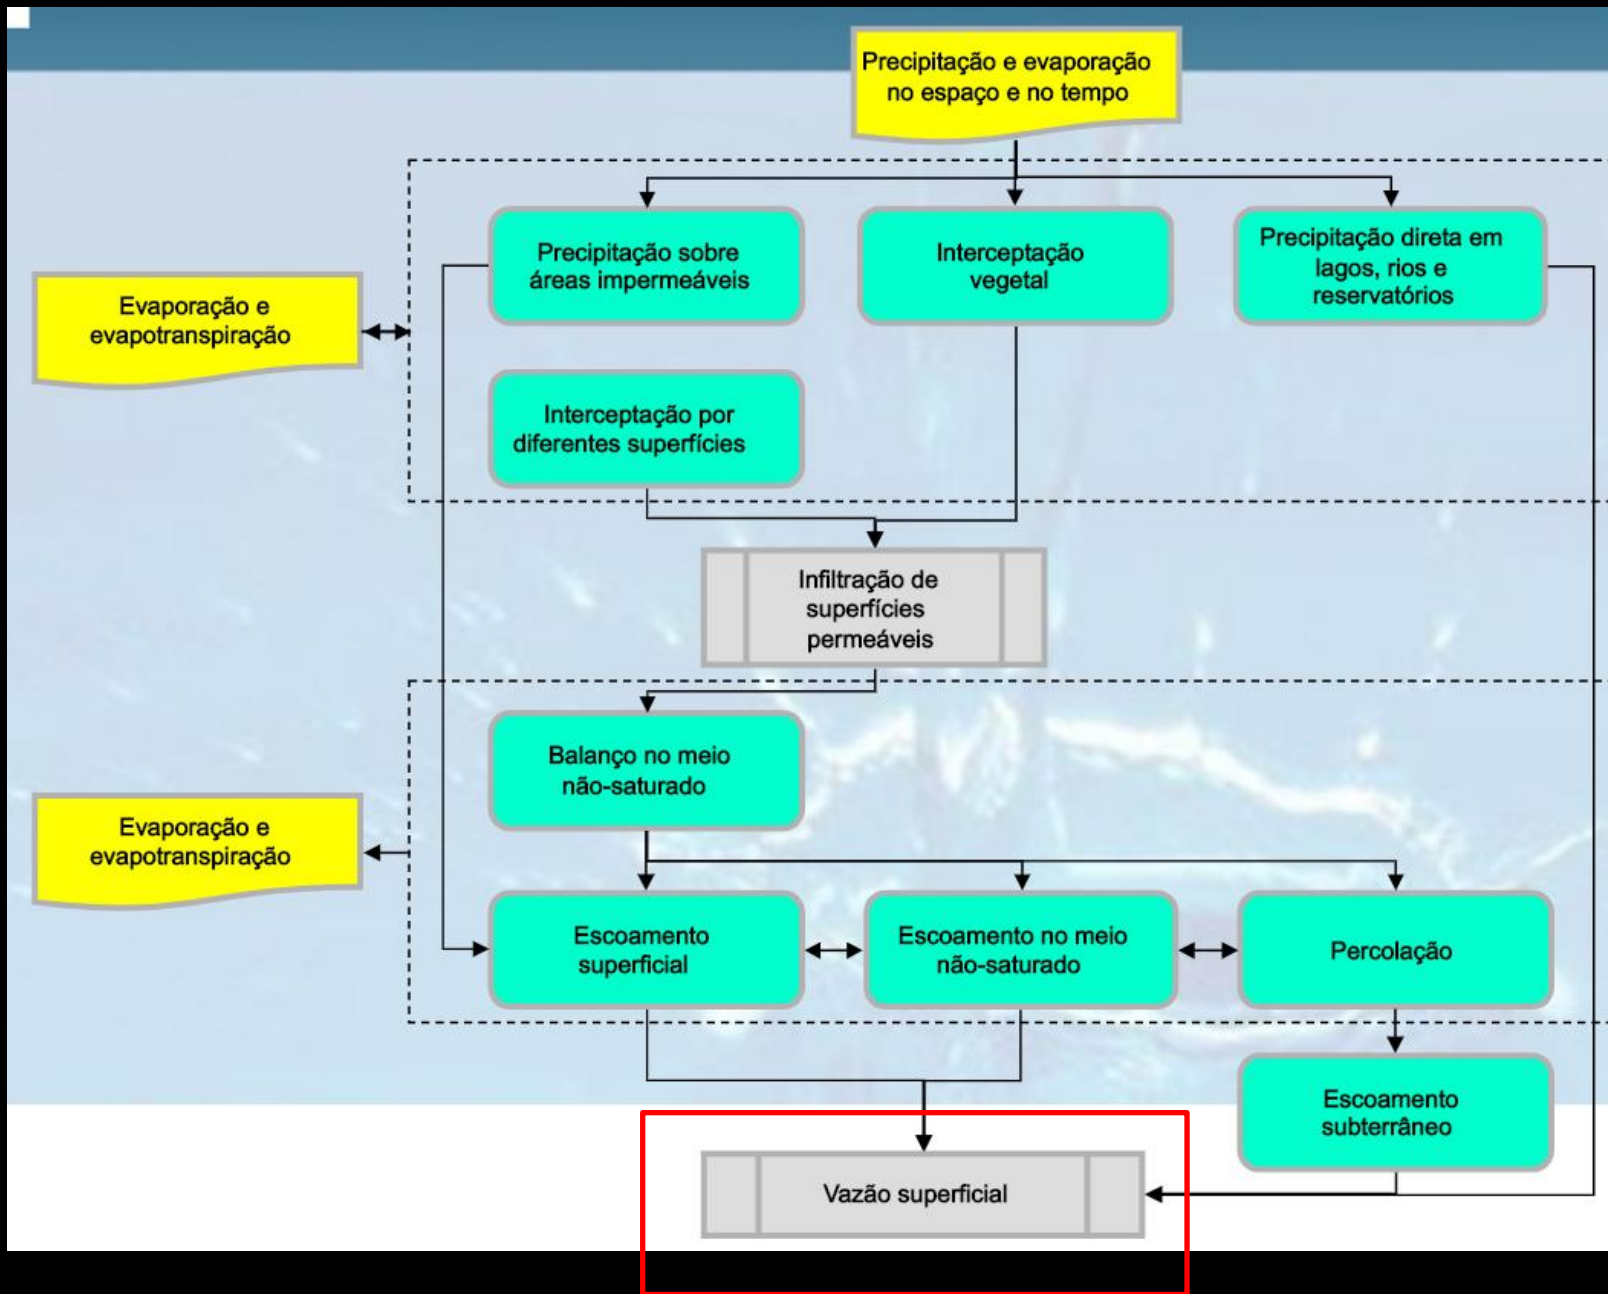 Precipitação e evaporação
no espaço e no tempo
Precipitação sobre
áreas impermeáveis
Interceptação
vegetal
Precipitação direta em
lagos, rios e
reservatórios
Evaporação e
evapotranspiração
Interceptação por
diferentes superfícies
Infiltração de
superfícies
permeáveis
Balanço no meio
não-saturado
Evaporação e
evapotranspiração
Escoamento
superficial
Escoamento no meio
não-saturado
Percolação
Escoamento
subterrâneo
Vazão superficial